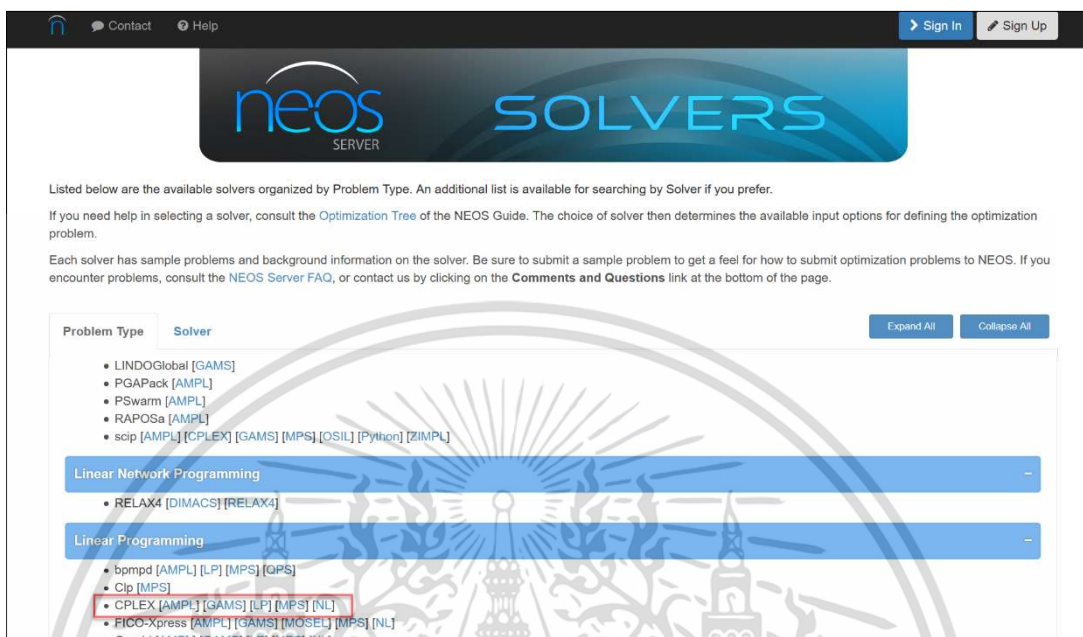 n Contact Help Sign In Sign Up
neos SOLVERS
SERVER
Listed below are the available solvers organized by Problem Type. An additional list is available for searching by Solver if you prefer.
If you need help in selecting a solver, consult the Optimization Tree of the NEOS Guide. The choice of solver then determines the available input options for defining the optimization
problem.
Each solver has sample problems and background information on the solver. Be sure to submit a sample problem to get a feel for how to submit optimization problems to NEOS. If you
encounter problems, consult the NEOS Server FAQ, or contact us by clicking on the Comments and Questions link at the bottom of the page.
Problem Type Solver Expand All Collapse All
• LINDOGlobal [GAMS]
• PGAPack [AMPL]
• PSwarm [AMPL]
• RAPOSa [AMPL]
• scip [AMPL] [CPLEX] [GAMS] [MPS] [OSIL] [Python] [ZIMPL]
Linear Network Programming −
• RELAX4 [DIMACS] [RELAX4]
Linear Programming −
• bpmpd [AMPL] [LP] [MPS] [QPS]
• Clp [MPS]
• CPLEX [AMPL] [GAMS] [LP] [MPS] [NL]
• FICO-Xpress [AMPL] [GAMS] [MOSEL] [MPS] [NL]